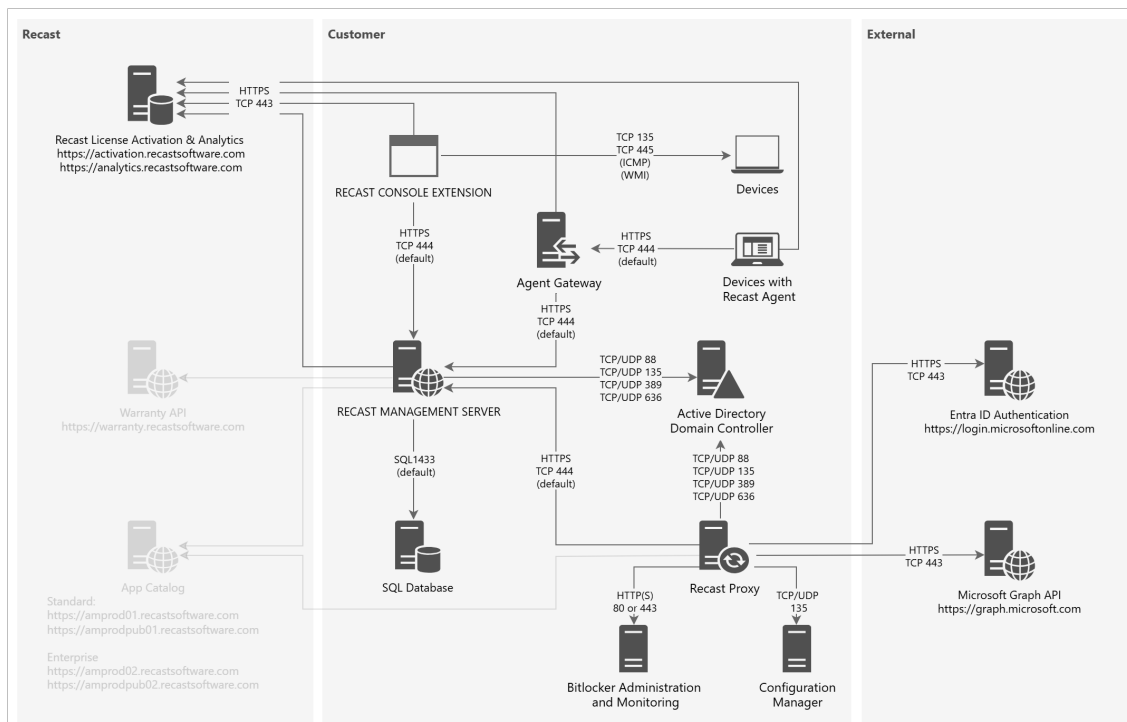 Recast
Customer
External
HTTPS
TCP 443
Recast License Activation & Analytics
https://activation.recastsoftware.com
https://analytics.recastsoftware.com
RECAST CONSOLE EXTENSION
TCP 135
TCP 445
(ICMP)
(WMI)
Devices
HTTPS
TCP 444
(default)
Agent Gateway
HTTPS
TCP 444
(default)
Devices with
Recast Agent
HTTPS
TCP 444
(default)
RECAST MANAGEMENT SERVER
TCP/UDP 88
TCP/UDP 135
TCP/UDP 389
TCP/UDP 636
Active Directory
Domain Controller
HTTPS
TCP 443
Entra ID Authentication
https://login.microsoftonline.com
Warranty API
https://warranty.recastsoftware.com
SQL1433
(default)
HTTPS
TCP 444
(default)
TCP/UDP 88
TCP/UDP 135
TCP/UDP 389
TCP/UDP 636
SQL Database
Recast Proxy
HTTPS
TCP 443
Microsoft Graph API
https://graph.microsoft.com
App Catalog
Standard:
https://amprod01.recastsoftware.com
https://amprodpub01.recastsoftware.com
Enterprise
https://amprod02.recastsoftware.com
https://amprodpub02.recastsoftware.com
HTTP(S)
80 or 443
TCP/UDP
135
Bitlocker Administration
and Monitoring
Configuration
Manager